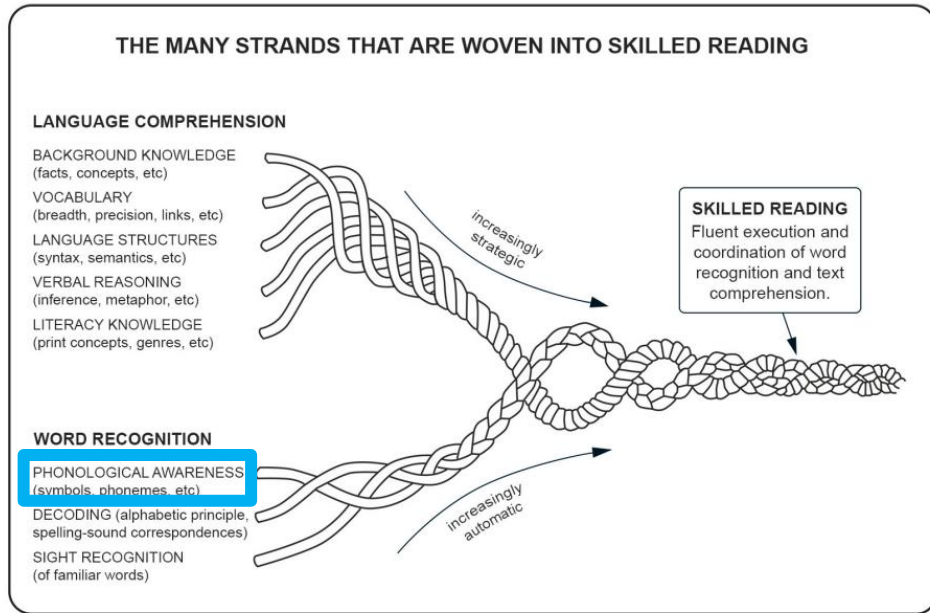 THE MANY STRANDS THAT ARE WOVEN INTO SKILLED READING
LANGUAGE COMPREHENSION
BACKGROUND KNOWLEDGE
(facts, concepts, etc)
VOCABULARY
(breadth, precision, links, etc)
LANGUAGE STRUCTURES
(syntax, semantics, etc)
VERBAL REASONING
(inference, metaphor, etc)
LITERACY KNOWLEDGE
(print concepts, genres, etc)
increasingly
strategic
SKILLED READING
Fluent execution and
coordination of word
recognition and text
comprehension.
WORD RECOGNITION
PHONOLOGICAL AWARENESS
(symbols, phonemes, etc)
DECODING (alphabetic principle,
spelling-sound correspondences)
SIGHT RECOGNITION
(of familiar words)
increasingly
automatic